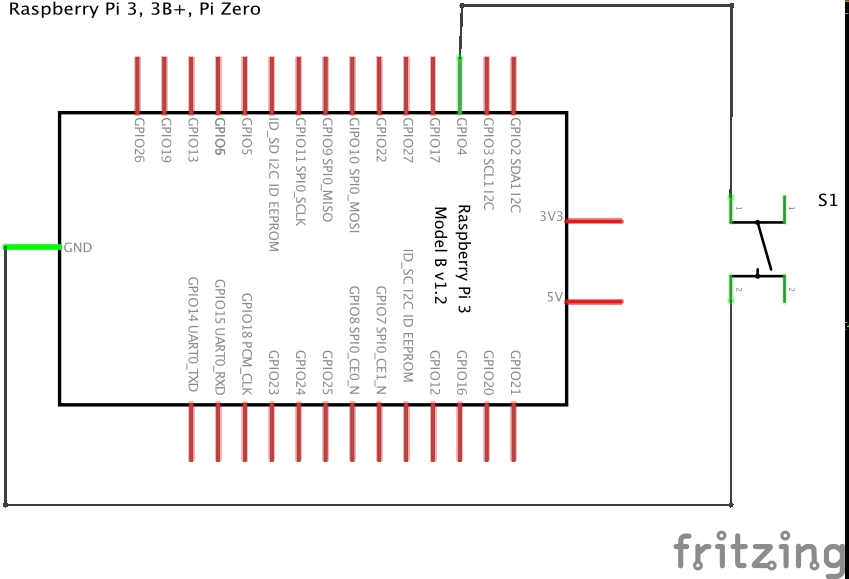 Raspberry Pi 3, 3B+, Pi Zero
GPIO26
GPIO19
GPIO13
GPIO6
GPIO5
ID_SD I2C ID EEPROM
GPIO11 SPI0_SCLK
GPIO9 SPI0_MISO
GIPO10 SPI0_MOSI
GPIO22
GPIO27
GPIO17
GPIO4
GPIO3 SCL1 I2C
GPIO2 SDA1 I2C
Raspberry Pi 3
Model B v1.2
3V3
5V
GND
GPIO14 UART0_TXD
GPIO15 UART0_RXD
GPIO18 PCM_CLK
GPIO23
GPIO24
GPIO25
GPIO8 SPI0_CE0_N
GPIO7 SPI0_CE1_N
ID_SC I2C ID EEPROM
GPIO12
GPIO16
GPIO20
GPIO21
S1
1
1
2
2
fritzing